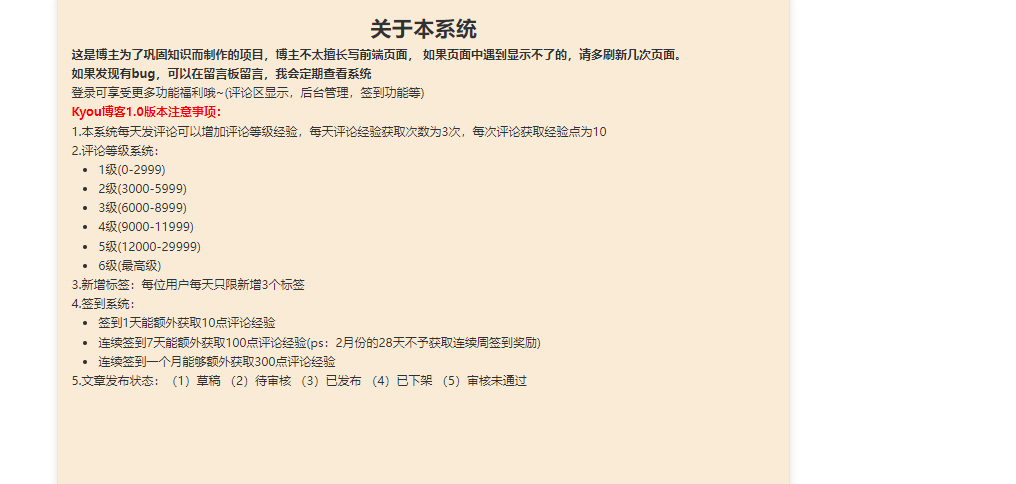 关于本系统
这是博主为了巩固知识而制作的项目，博主不太擅长写前端页面， 如果页面中遇到显示不了的，请多刷新几次页面。
如果发现有bug，可以在留言板留言，我会定期查看系统
登录可享受更多功能福利哦~(评论区显示，后台管理，签到功能等)
Kyou博客1.0版本注意事项：
1.本系统每天发评论可以增加评论等级经验，每天评论经验获取次数为3次，每次评论获取经验点为10
2.评论等级系统：
• 1级(0-2999)
• 2级(3000-5999)
• 3级(6000-8999)
• 4级(9000-11999)
• 5级(12000-29999)
• 6级(最高级)
3.新增标签：每位用户每天只限新增3个标签
4.签到系统：
• 签到1天能额外获取10点评论经验
• 连续签到7天能额外获取100点评论经验(ps：2月份的28天不予获取连续周签到奖励)
• 连续签到一个月能够额外获取300点评论经验
5.文章发布状态：（1）草稿 （2）待审核 （3）已发布 （4）已下架 （5）审核未通过